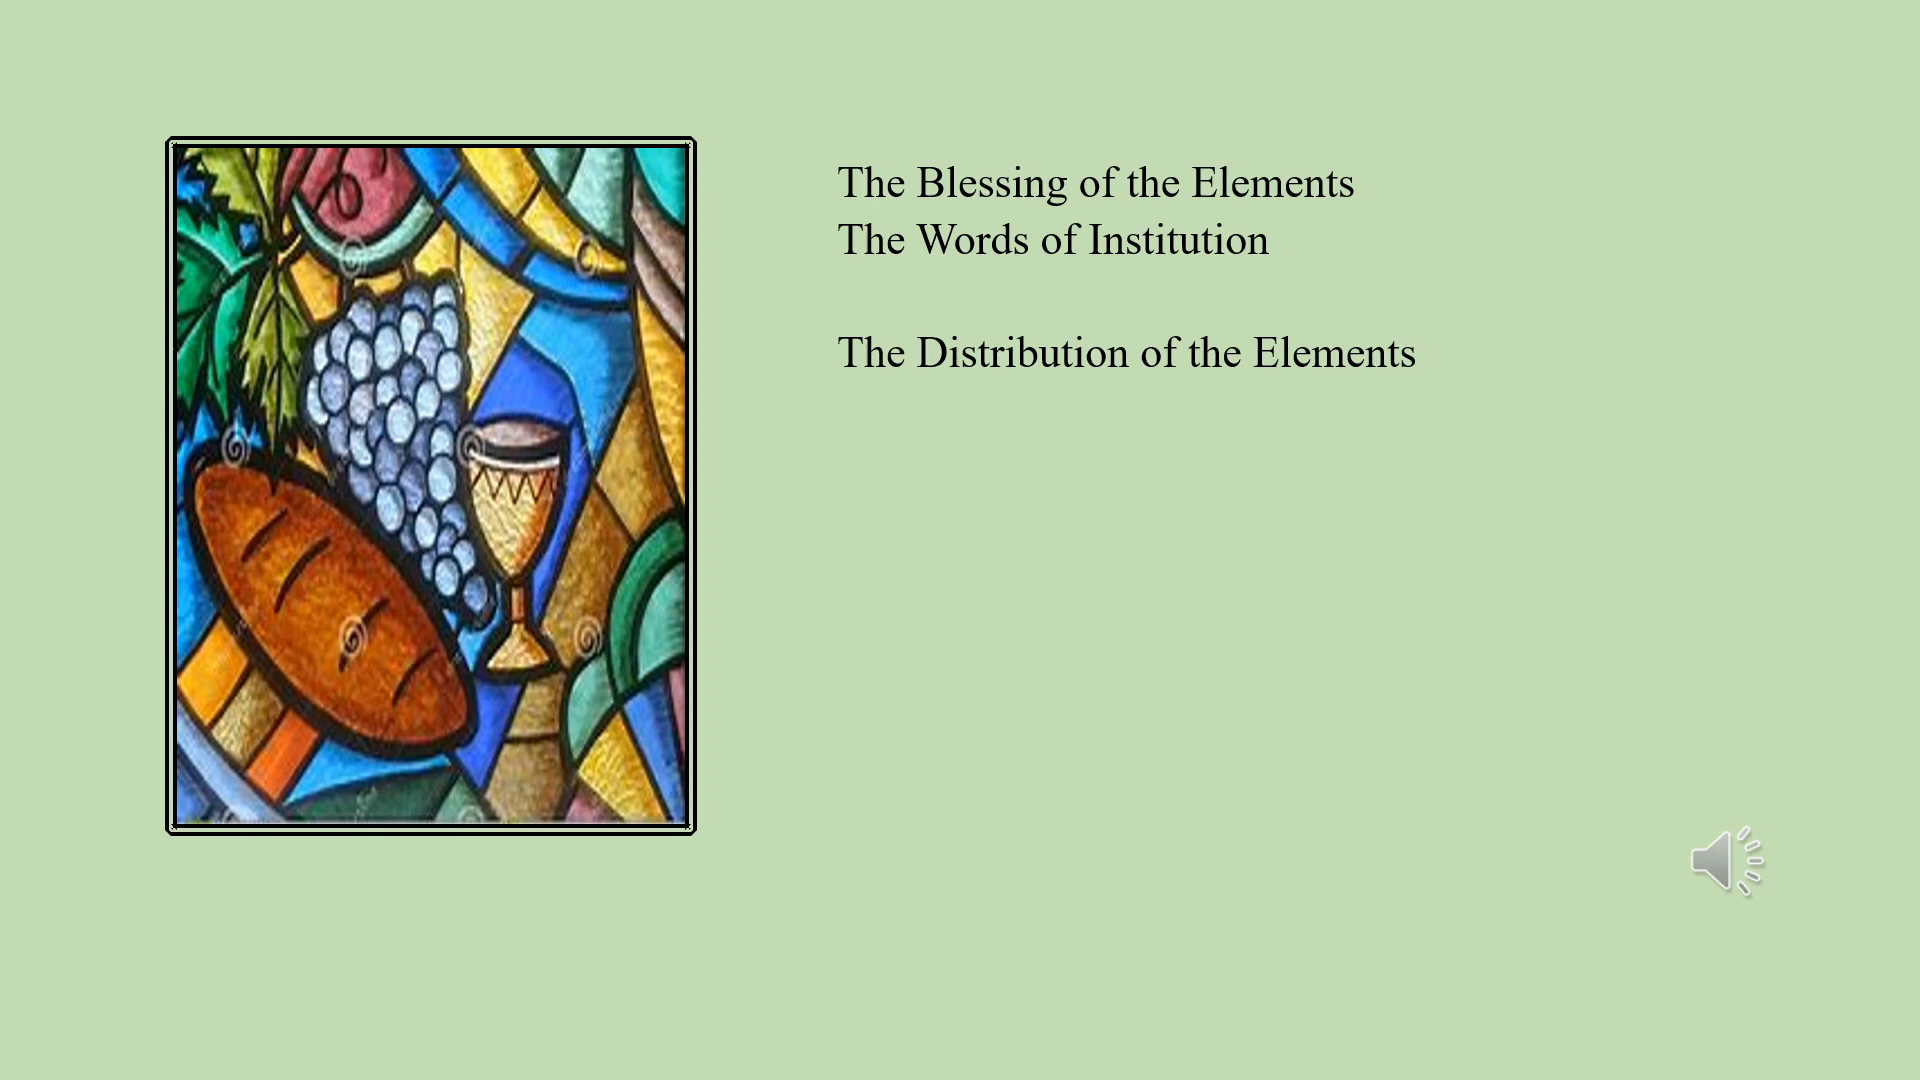 The Blessing of the Elements
The Words of Institution
The Distribution of the Elements